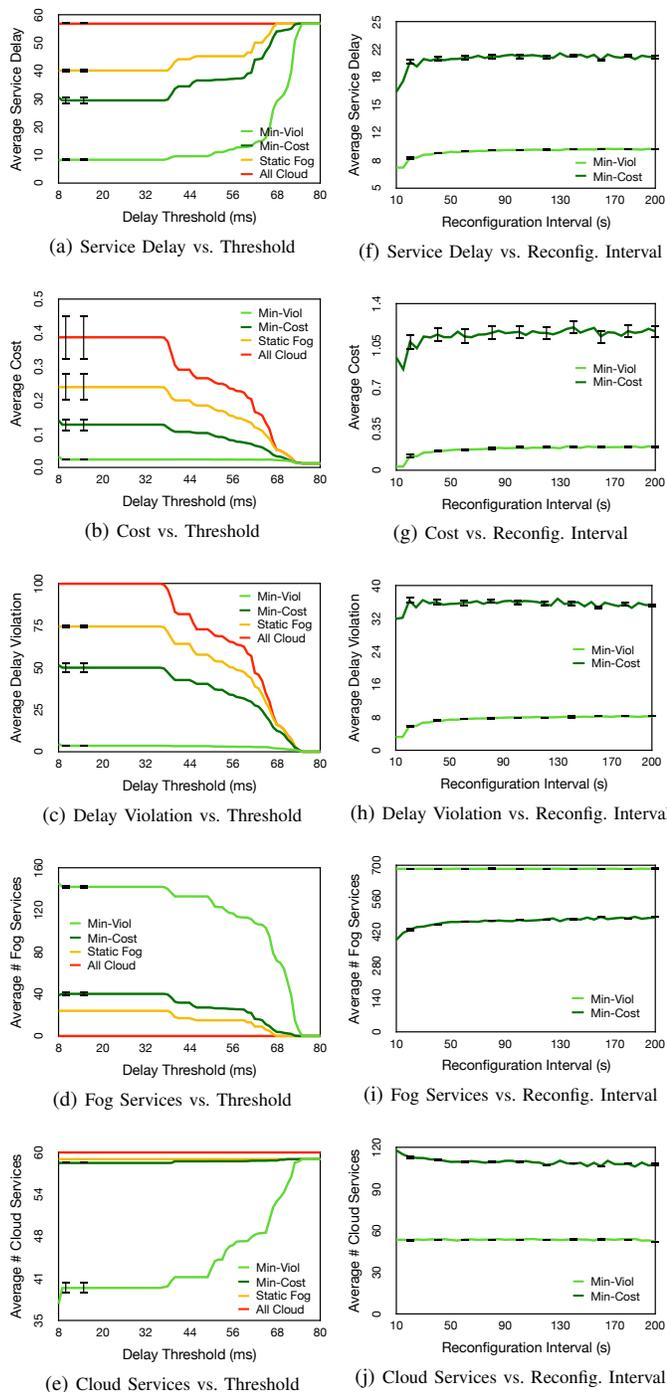 Average Service Delay
60
50
40
30
20
10
0
8 20 32 44 56 68 80
Delay Threshold (ms)
Min-Viol
Min-Cost
Static Fog
All Cloud
(a) Service Delay vs. Threshold
Average Service Delay
25
22
18
15
12
8
5
10 50 90 130 170 200
Reconfiguration Interval (s)
Min-Viol
Min-Cost
(f) Service Delay vs. Reconfig. Interval
Average Cost
0.5
0.4
0.3
0.2
0.1
0.0
8 20 32 44 56 68 80
Delay Threshold (ms)
Min-Viol
Min-Cost
Static Fog
All Cloud
(b) Cost vs. Threshold
Average Cost
1.4
1.05
0.7
0.35
0
10 50 90 130 170 200
Reconfiguration Interval (s)
Min-Viol
Min-Cost
(g) Cost vs. Reconfig. Interval
Average Delay Violation
100
75
50
25
0
8 20 32 44 56 68 80
Delay Threshold (ms)
Min-Viol
Min-Cost
Static Fog
All Cloud
(c) Delay Violation vs. Threshold
Average Delay Violation
40
32
24
16
8
0
10 50 90 130 170 200
Reconfiguration Interval (s)
Min-Viol
Min-Cost
(h) Delay Violation vs. Reconfig. Interval
Average # Fog Services
160
120
80
40
0
8 20 32 44 56 68 80
Delay Threshold (ms)
Min-Viol
Min-Cost
Static Fog
All Cloud
(d) Fog Services vs. Threshold
Average # Fog Services
700
560
420
280
140
0
10 50 90 130 170 200
Reconfiguration Interval (s)
Min-Viol
Min-Cost
(i) Fog Services vs. Reconfig. Interval
Average # Cloud Services
60
54
48
41
35
8 20 32 44 56 68 80
Delay Threshold (ms)
Min-Viol
Min-Cost
Static Fog
All Cloud
(e) Cloud Services vs. Threshold
Average # Cloud Services
120
90
60
30
0
10 50 90 130 170 200
Reconfiguration Interval (s)
Min-Viol
Min-Cost
(j) Cloud Services vs. Reconfig. Interval